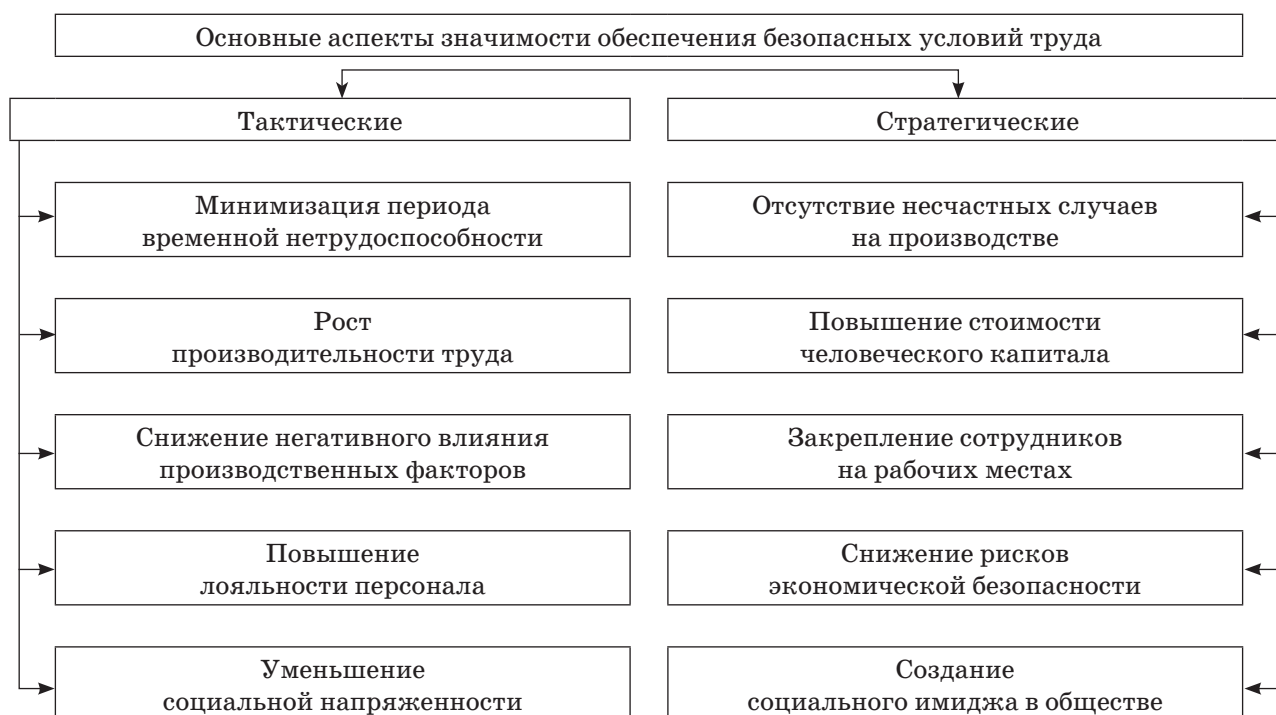 Основные аспекты значимости обеспечения безопасных условий труда
Тактические
Стратегические
Минимизация периода
временной нетрудоспособности
Отсутствие несчастных случаев
на производстве
Рост
производительности труда
Повышение стоимости
человеческого капитала
Снижение негативного влияния
производственных факторов
Закрепление сотрудников
на рабочих местах
Повышение
лояльности персонала
Снижение рисков
экономической безопасности
Уменьшение
социальной напряженности
Создание
социального имиджа в обществе